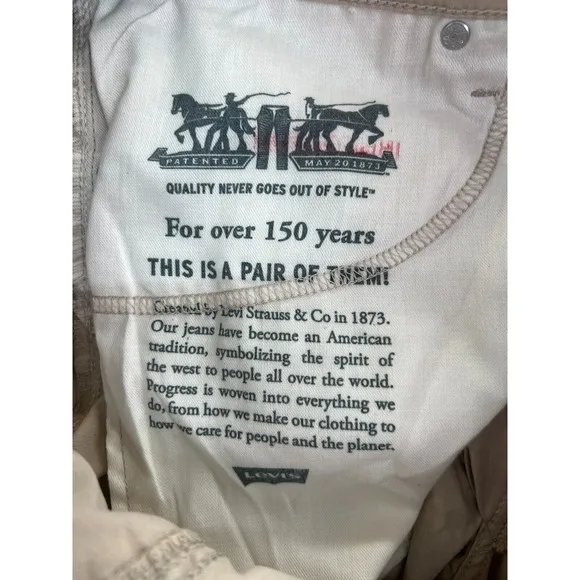 PATENTED MAY 20 1873
QUALITY NEVER GOES OUT OF STYLE™
For over 150 years
THIS IS A PAIR OF THEM!
Created by Levi Strauss & Co in 1873.
Our jeans have become an American
tradition, symbolizing the spirit of
the west to people all over the world.
Progress is woven into everything we
do, from how we make our clothing to
how we care for people and the planet.
LEVI'S